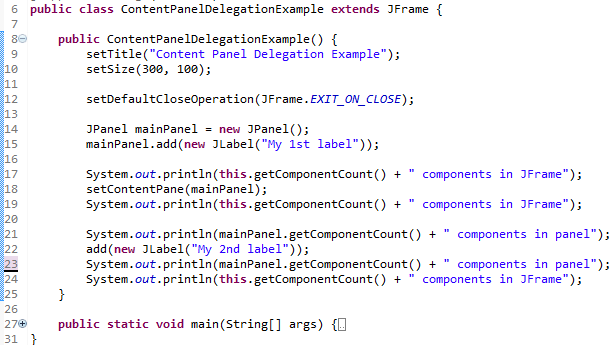 6 public class ContentPanelDelegationExample extends JFrame {
7
8 public ContentPanelDelegationExample() {
9 setTitle("Content Panel Delegation Example");
10 setSize(300, 100);
11
12 setDefaultCloseOperation(JFrame.EXIT_ON_CLOSE);
13
14 JPanel mainPanel = new JPanel();
15 mainPanel.add(new JLabel("My 1st label"));
16
17 System.out.println(this.getComponentCount() + " components in JFrame");
18 setContentPane(mainPanel);
19 System.out.println(this.getComponentCount() + " components in JFrame");
20
21 System.out.println(mainPanel.getComponentCount() + " components in panel");
22 add(new JLabel("My 2nd label"));
23 System.out.println(mainPanel.getComponentCount() + " components in panel");
24 System.out.println(this.getComponentCount() + " components in JFrame");
25 }
26
27 public static void main(String[] args) {
31 }